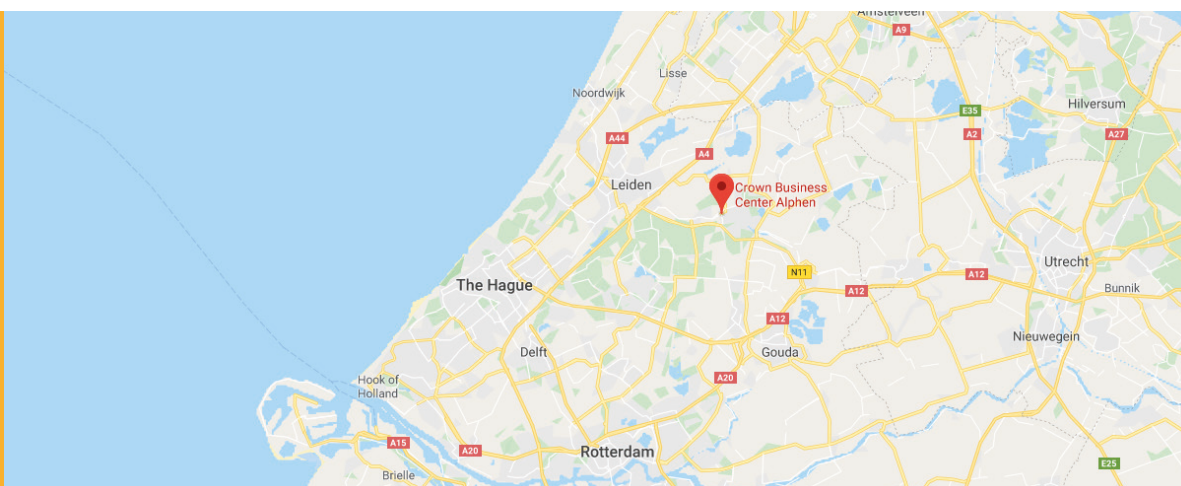 Amstelveen
A9
Lisse
Noordwijk
E35
Hilversum
A44
A2
A27
A4
Leiden
Crown Business
Center Alphen
Utrecht
N11
A12
The Hague
A12
Bunnik
A12
Nieuwegein
Delft
Gouda
Hook of
Holland
A20
A15
A20
Rotterdam
E25
Brielle